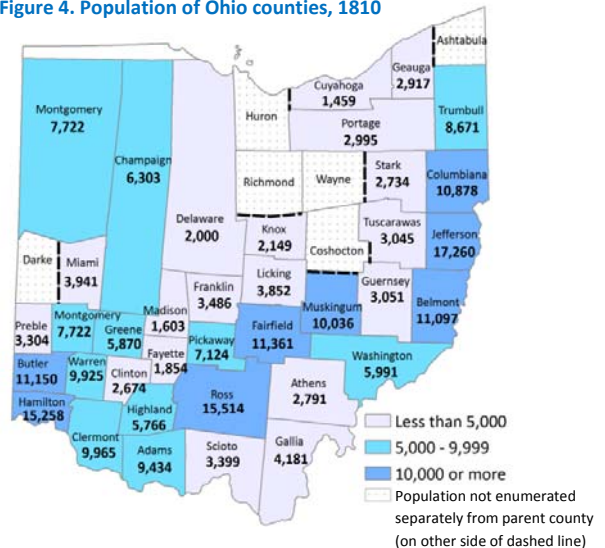 Figure 4. Population of Ohio counties, 1810
Ashtabula
Geauga
2,917
Cuyahoga
1,459
Montgomery
7,722
Huron
Trumbull
8,671
Portage
2,995
Champaign
6,303
Richmond
Wayne
Stark
2,734
Columbiana
10,878
Delaware
2,000
Knox
2,149
Coshocton
Tuscarawas
3,045
Jefferson
17,260
Darke
Miami
3,941
Licking
3,852
Franklin
3,486
Guernsey
3,051
Muskingum
10,036
Belmont
11,097
Preble
3,304
Montgomery
7,722
Greene
5,870
Madison
1,603
Pickaway
7,124
Fairfield
11,361
Washington
5,991
Butler
11,150
Warren
9,925
Clinton
2,674
Fayette
1,854
Ross
15,514
Athens
2,791
Hamilton
15,258
Highland
5,766
Clermont
9,965
Adams
9,434
Scioto
3,399
Gallia
4,181
Less than 5,000
5,000 - 9,999
10,000 or more
Population not enumerated
separately from parent county
(on other side of dashed line)